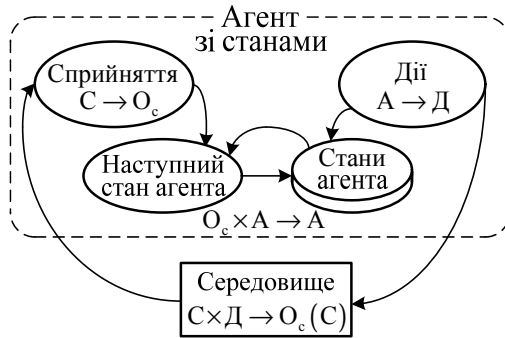 Агент
зі станами
Сприйняття
С → Oс
Дії
А → Д
Наступний
стан агента
Стани
агента
Oс × А → А
Середовище
С × Д → Oс (С)